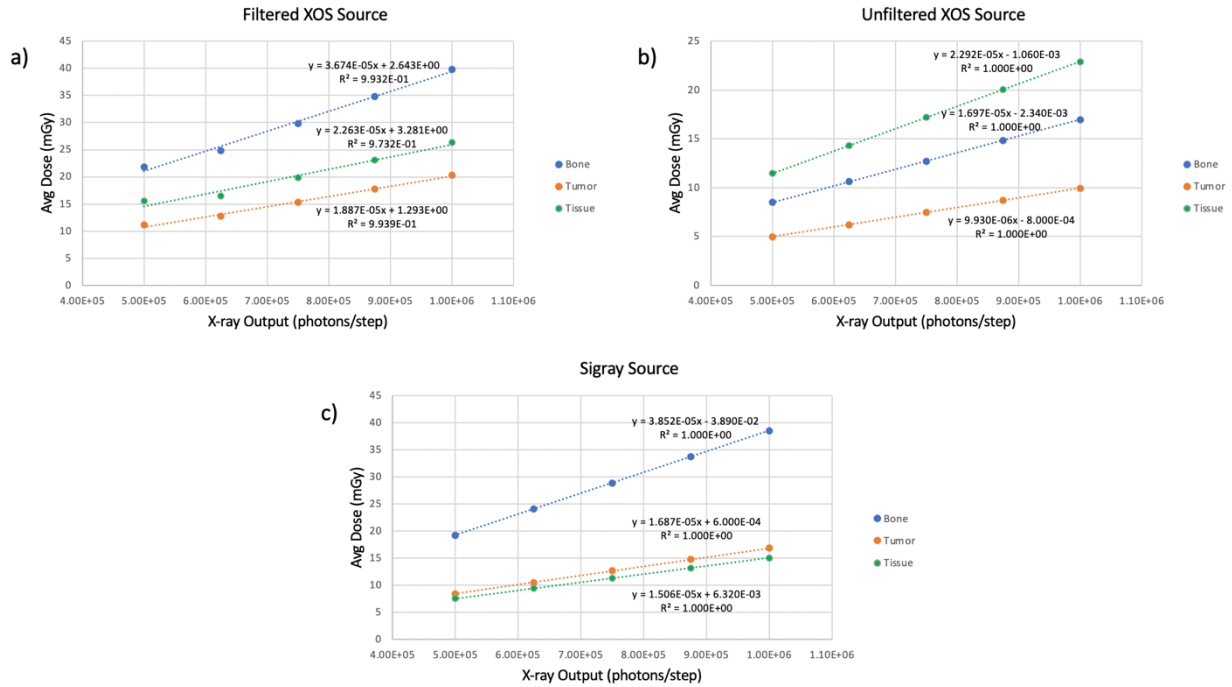 Filtered XOS Source
a)
45
40
35
30
25
20
15
10
5
0
Avg Dose (mGy)
y = 3.674E-05x + 2.643E+00
R² = 9.932E-01
y = 2.263E-05x + 3.281E+00
R² = 9.732E-01
y = 1.887E-05x + 1.293E+00
R² = 9.939E-01
Bone
Tumor
Tissue
4.00E+05 5.00E+05 6.00E+05 7.00E+05 8.00E+05 9.00E+05 1.00E+06 1.10E+06
X-ray Output (photons/step)
Unfiltered XOS Source
b)
25
20
15
10
5
0
Avg Dose (mGy)
y = 2.292E-05x - 1.060E-03
R² = 1.000E+00
y = 1.697E-05x - 2.340E-03
R² = 1.000E+00
y = 9.930E-06x - 8.000E-04
R² = 1.000E+00
Bone
Tumor
Tissue
4.00E+05 5.00E+05 6.00E+05 7.00E+05 8.00E+05 9.00E+05 1.00E+06 1.10E+06
X-ray Output (photons/step)
Sigray Source
c)
45
40
35
30
25
20
15
10
5
0
Avg Dose (mGy)
y = 3.852E-05x - 3.890E-02
R² = 1.000E+00
y = 1.687E-05x + 6.000E-04
R² = 1.000E+00
y = 1.506E-05x + 6.320E-03
R² = 1.000E+00
Bone
Tumor
Tissue
4.00E+05 5.00E+05 6.00E+05 7.00E+05 8.00E+05 9.00E+05 1.00E+06 1.10E+06
X-ray Output (photons/step)